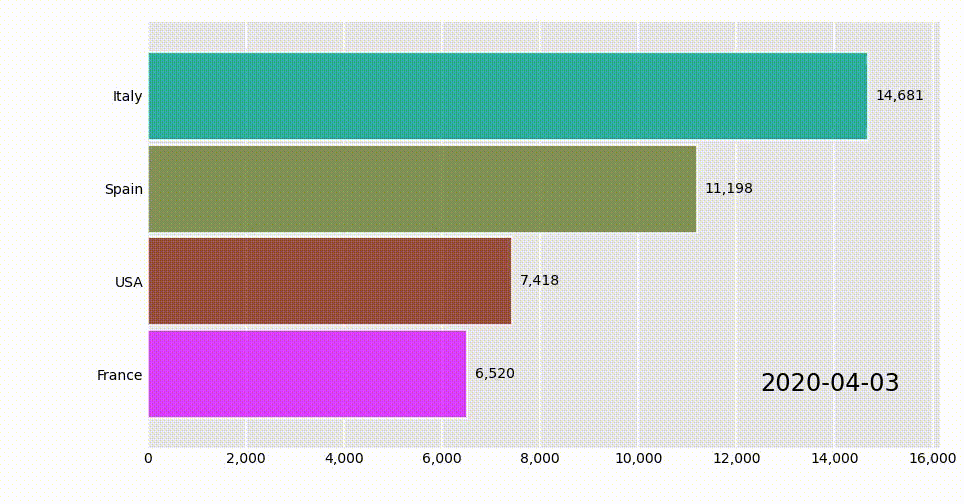 Italy 14,681
Spain 11,198
USA 7,418
France 6,520
2020-04-03
0 2,000 4,000 6,000 8,000 10,000 12,000 14,000 16,000